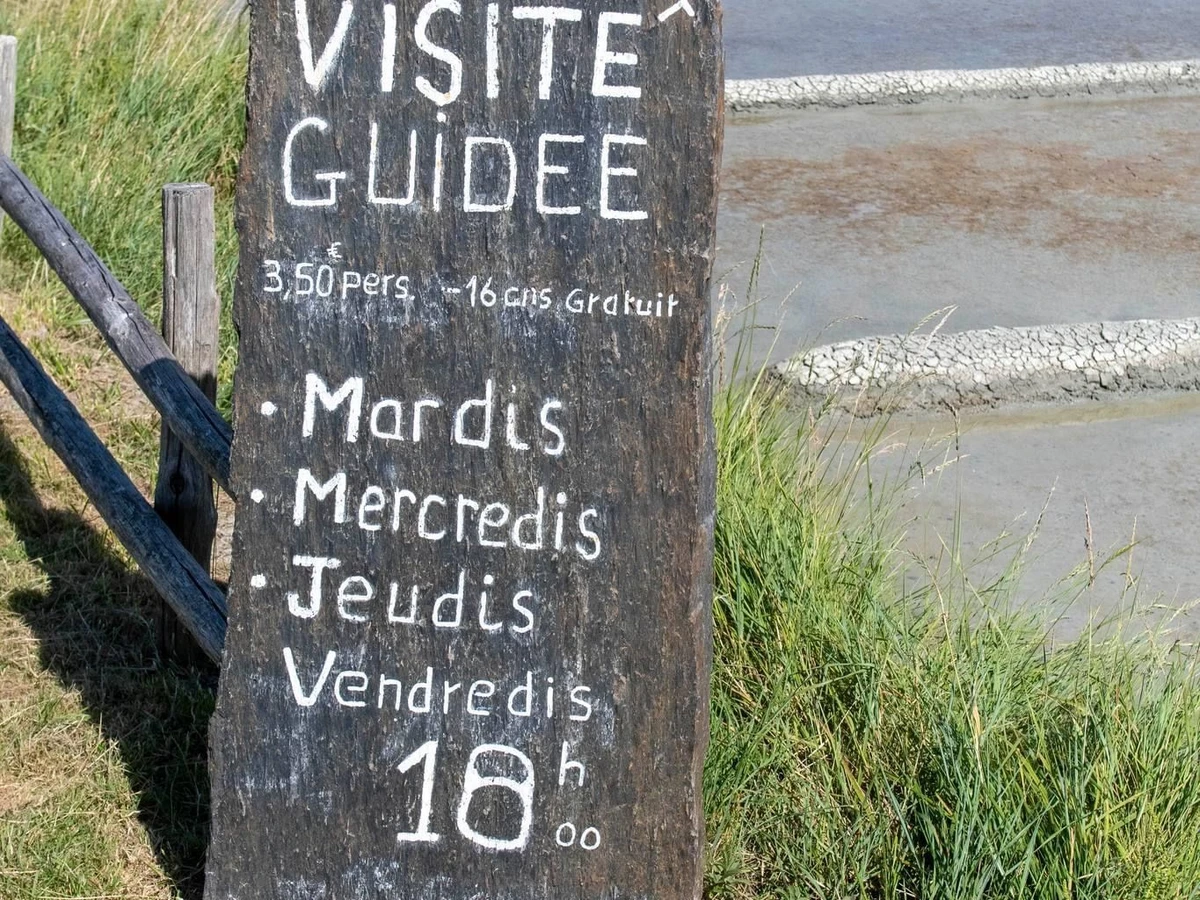 VISITE
GUIDEE
3,50€ pers. -16 ans Gratuit
• Mardis
• Mercredis
• Jeudis
Vendredis
18h00